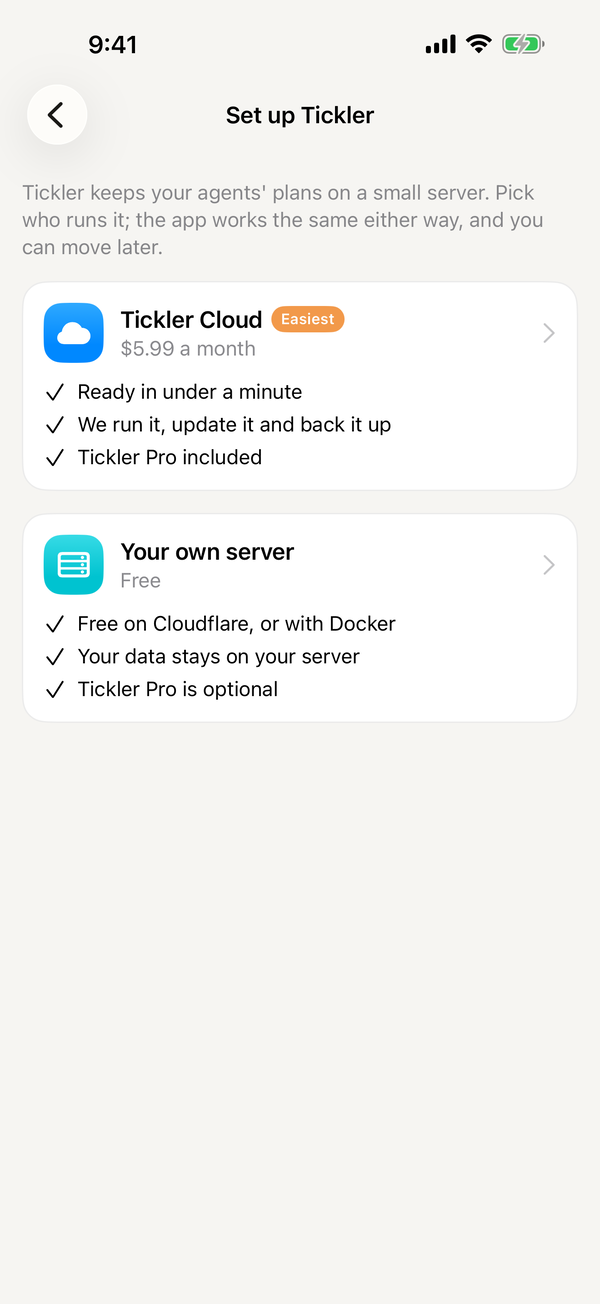 9:41
Set up Tickler
Tickler keeps your agents' plans on a small server. Pick
who runs it; the app works the same either way, and you
can move later.
Tickler Cloud Easiest
$5.99 a month
Ready in under a minute
We run it, update it and back it up
Tickler Pro included
Your own server
Free
Free on Cloudflare, or with Docker
Your data stays on your server
Tickler Pro is optional